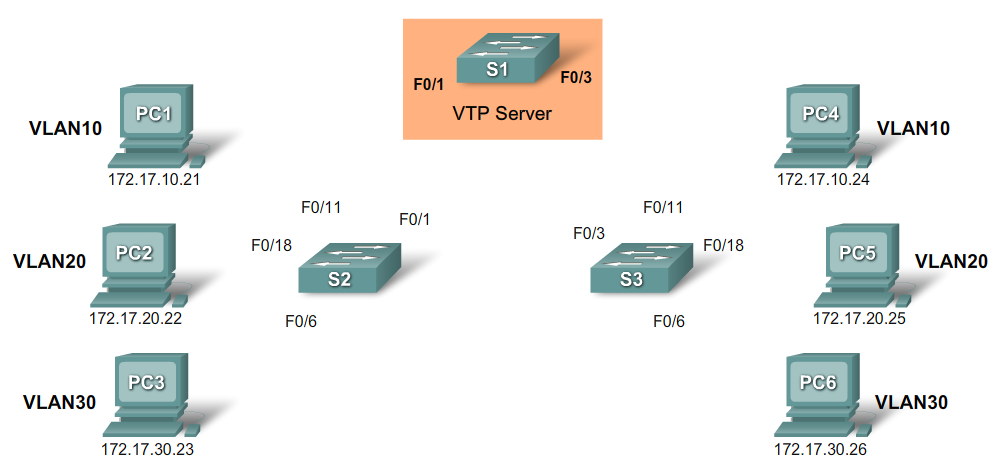 S1
F0/1
F0/3
VTP Server
PC1
VLAN10
172.17.10.21
PC4
VLAN10
172.17.10.24
F0/11
F0/1
F0/18
S2
F0/6
F0/11
F0/3
F0/18
S3
F0/6
PC2
VLAN20
172.17.20.22
PC5
VLAN20
172.17.20.25
PC3
VLAN30
172.17.30.23
PC6
VLAN30
172.17.30.26